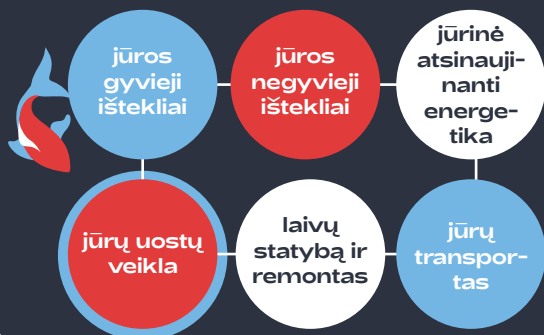 jūros
gyvieji
ištekliai
jūros
negyvieji
ištekliai
jūrinė
atsinauji-
nanti
energe-
tika
jūrų uostų
veikla
laivų
statybą ir
remontas
jūrų
transpor-
tas